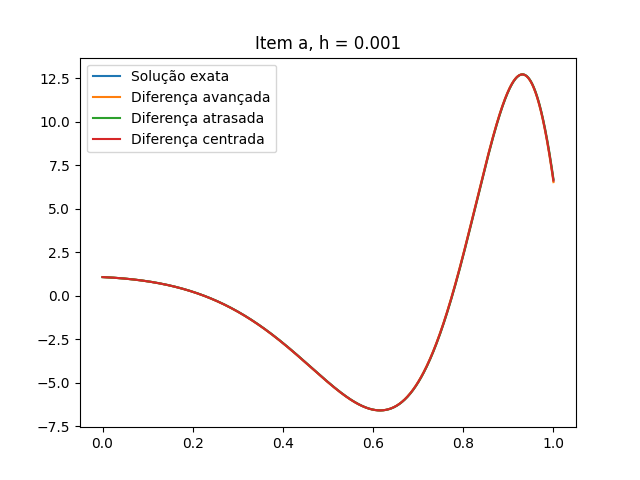 Item a, h = 0.001
Solução exata
Diferença avançada
Diferença atrasada
Diferença centrada
12.5
10.0
7.5
5.0
2.5
0.0
−2.5
−5.0
−7.5
0.0 0.2 0.4 0.6 0.8 1.0